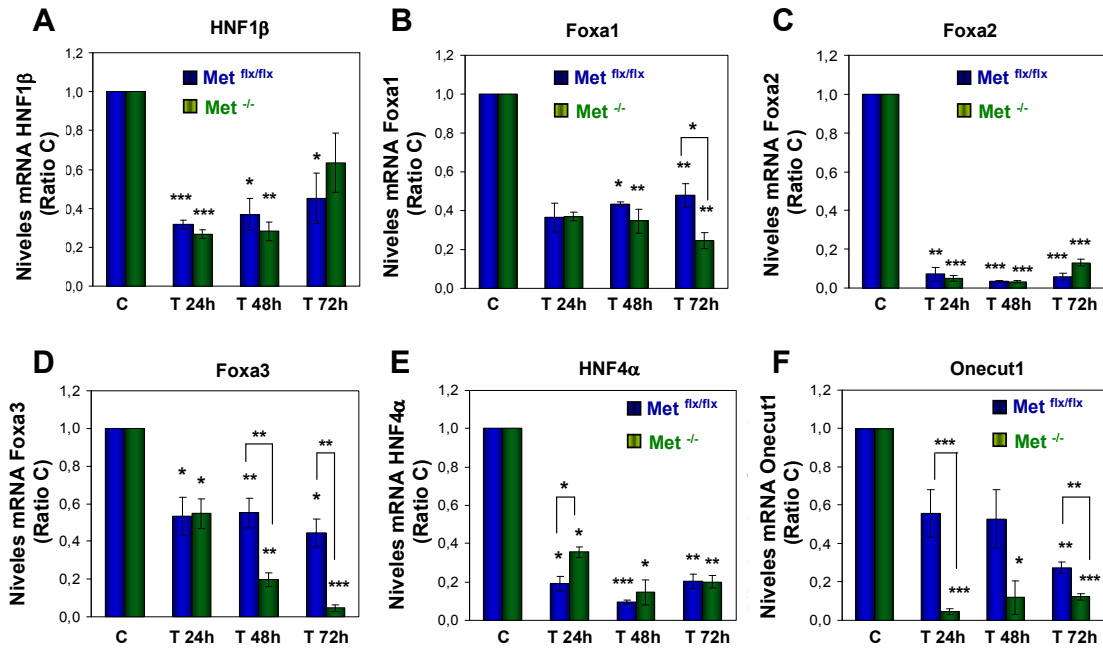 A
HNF1β
Niveles mRNA HNF1β
(Ratio C)
1,2
1,0
0,8
0,6
0,4
0,2
0,0
Met flx/flx
Met -/-
***
***
*
**
*
C
T 24h
T 48h
T 72h
B
Foxa1
Niveles mRNA Foxa1
(Ratio C)
1,2
1,0
0,8
0,6
0,4
0,2
0,0
Met flx/flx
Met -/-
*
**
*
**
**
C
T 24h
T 48h
T 72h
C
Foxa2
Niveles mRNA Foxa2
(Ratio C)
1,2
1,0
0,8
0,6
0,4
0,2
0,0
Met flx/flx
Met -/-
**
***
***
***
***
***
C
T 24h
T 48h
T 72h
D
Foxa3
Niveles mRNA Foxa3
(Ratio C)
1,2
1,0
0,8
0,6
0,4
0,2
0,0
*
*
**
**
**
**
*
***
C
T 24h
T 48h
T 72h
E
HNF4α
Niveles mRNA HNF4α
(Ratio C)
1,2
1,0
0,8
0,6
0,4
0,2
0,0
Met flx/flx
Met -/-
*
*
*
***
*
**
**
C
T 24h
T 48h
T 72h
F
Onecut1
Niveles mRNA Onecut1
(Ratio C)
1,2
1,0
0,8
0,6
0,4
0,2
0,0
Met flx/flx
Met -/-
***
***
*
**
**
***
C
T 24h
T 48h
T 72h